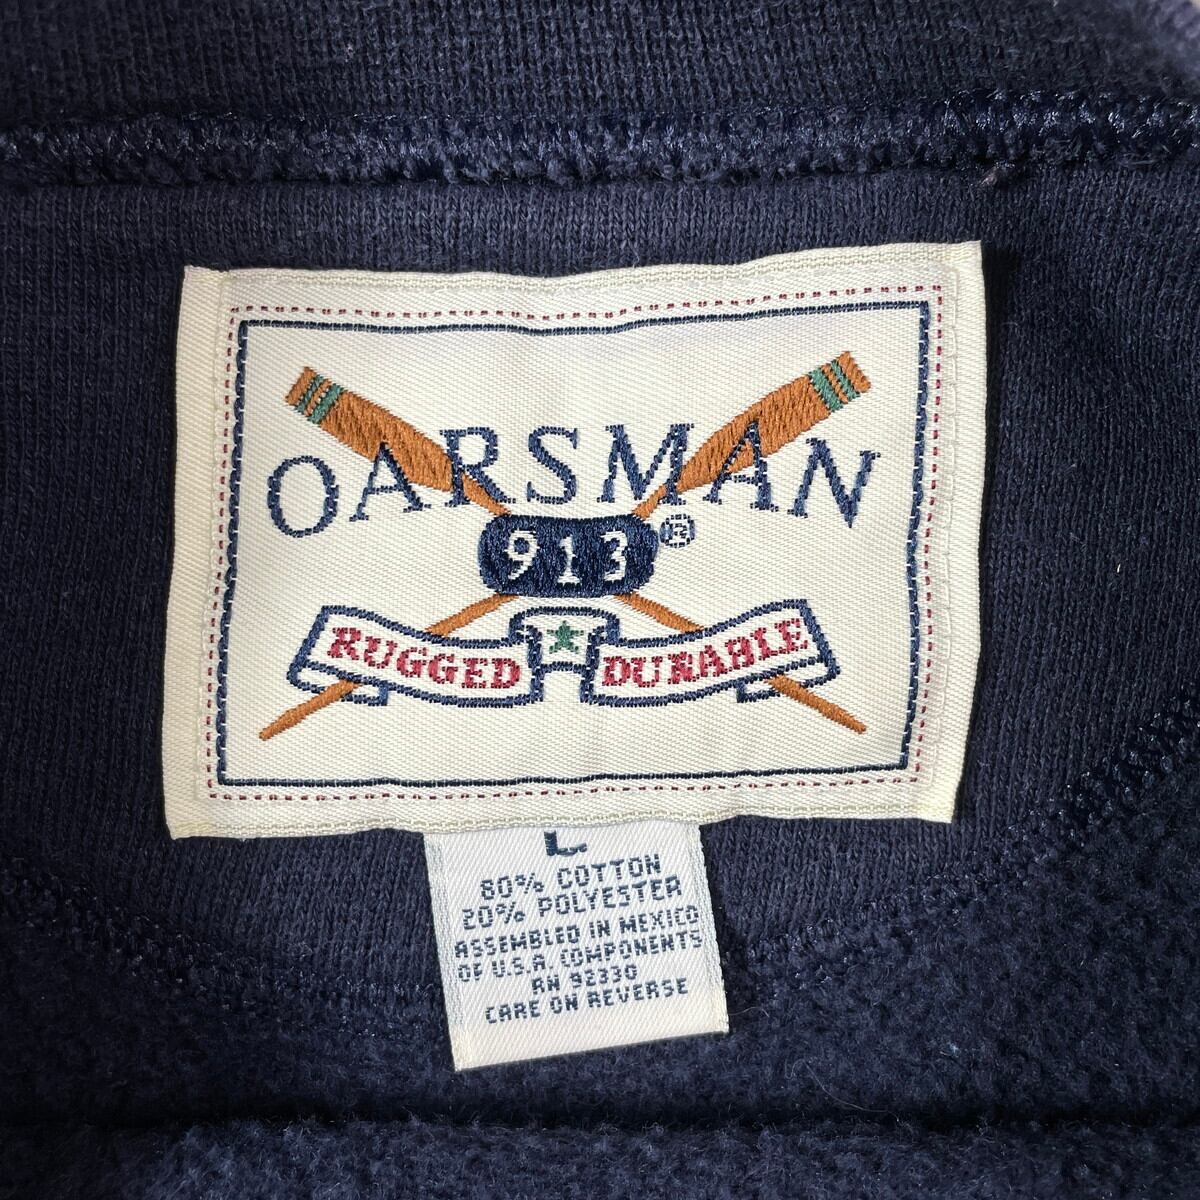 OARSMAN
913®
RUGGED DURABLE
L
80% COTTON
20% POLYESTER
ASSEMBLED IN MEXICO
OF U.S.A. COMPONENTS
RN 92330
CARE ON REVERSE